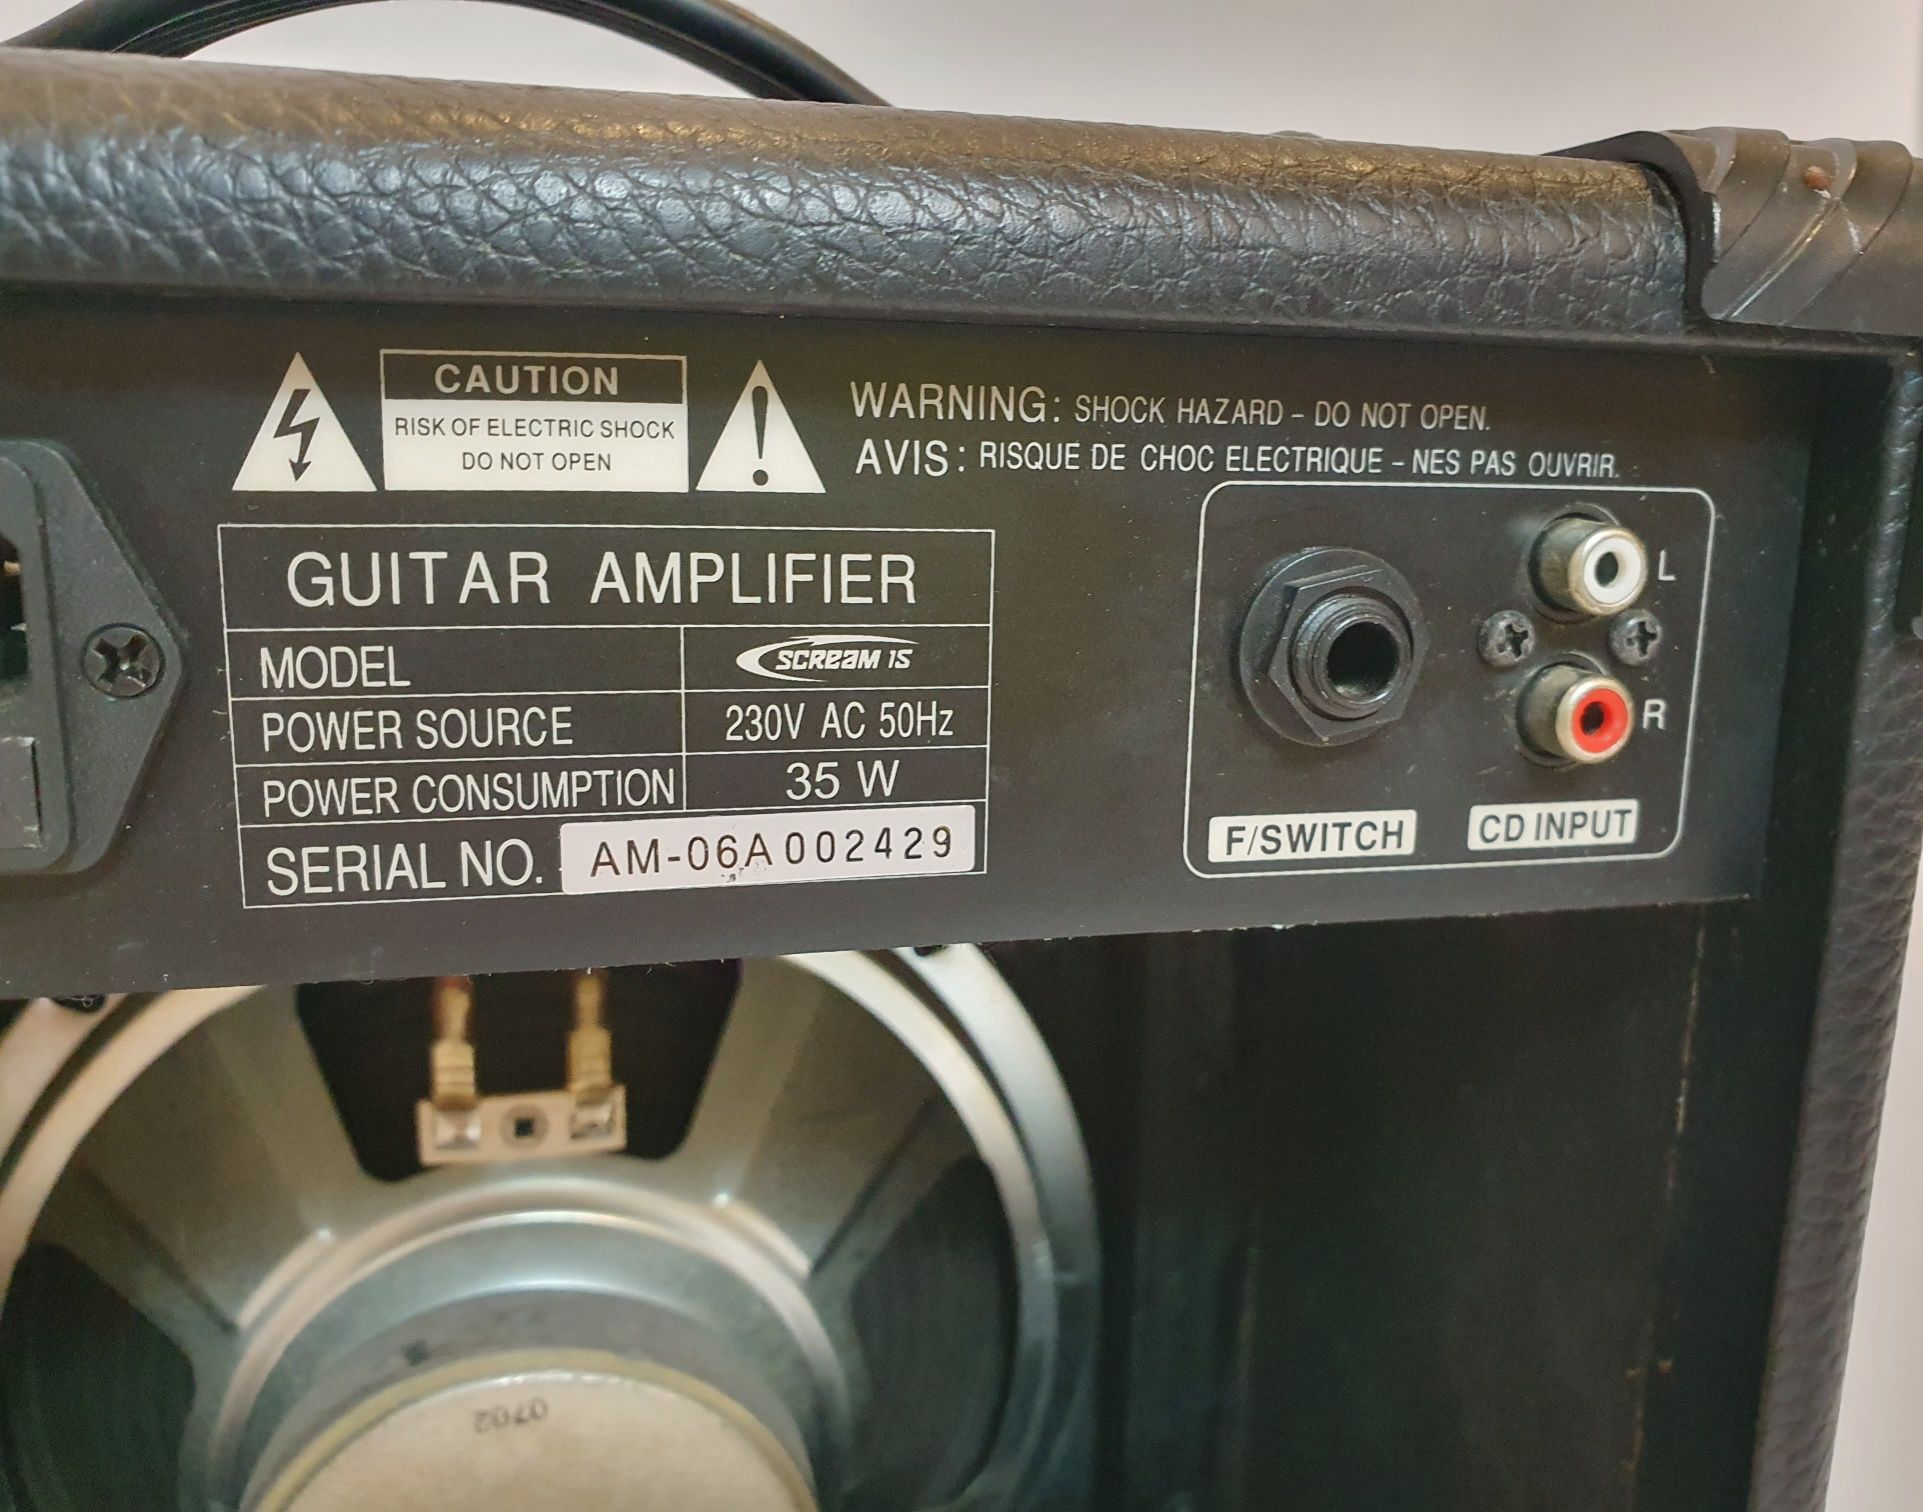 CAUTION
RISK OF ELECTRIC SHOCK
DO NOT OPEN
WARNING: SHOCK HAZARD - DO NOT OPEN.
AVIS: RISQUE DE CHOC ELECTRIQUE - NES PAS OUVRIR.
GUITAR AMPLIFIER
MODEL SCREAM 15
POWER SOURCE 230V AC 50Hz
POWER CONSUMPTION 35 W
SERIAL NO. AM-06A002429
L
R
F/SWITCH CD INPUT
0702